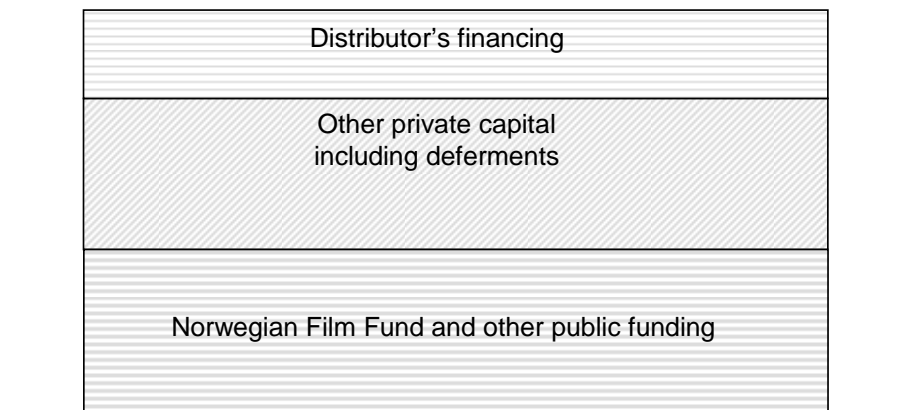 Distributor’s financing
Other private capital
including deferments
Norwegian Film Fund and other public funding